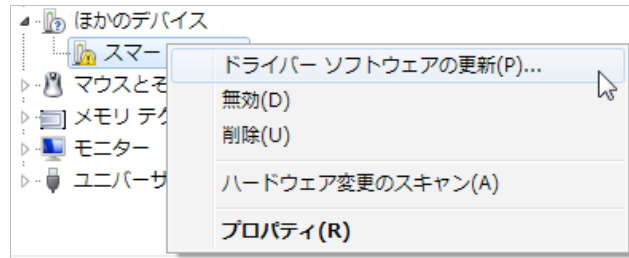 ほかのデバイス
スマー
ドライバー ソフトウェアの更新(P)...
マウスとそ
無効(D)
メモリ テク
削除(U)
モニター
ユニバーサ
ハードウェア変更のスキャン(A)
プロパティ(R)